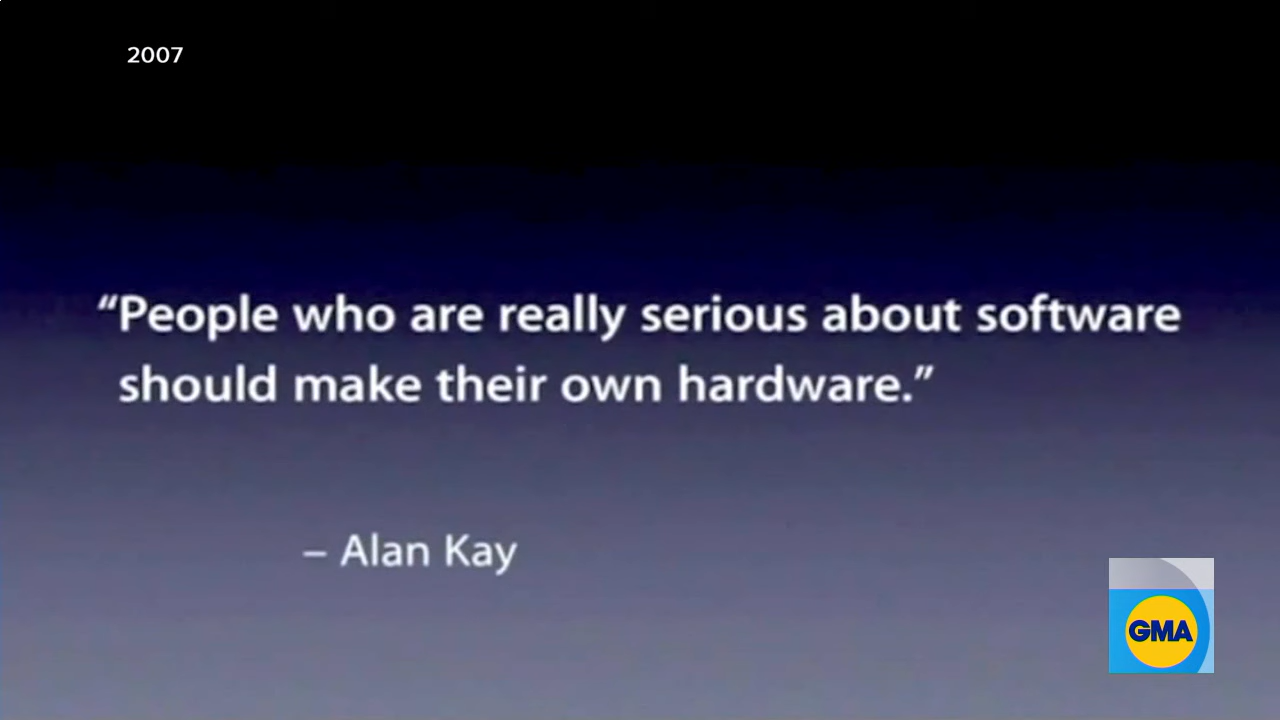 2007
“People who are really serious about software
should make their own hardware.”
– Alan Kay
GMA